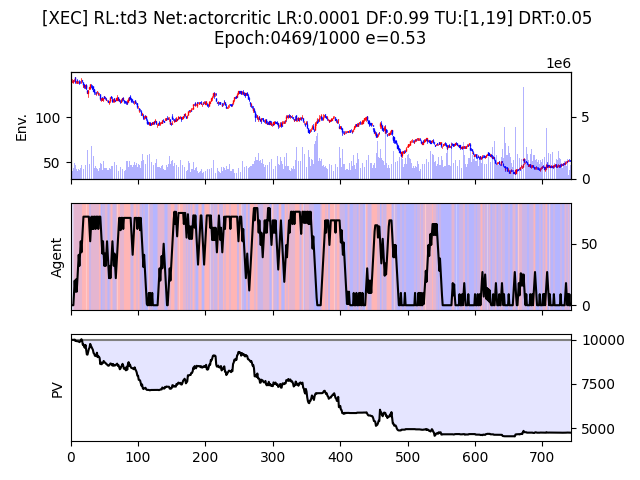 [XEC] RL:td3 Net:actorcritic LR:0.0001 DF:0.99 TU:[1,19] DRT:0.05
Epoch:0469/1000 e=0.53
1e6
Env.
100
50
5
0
Agent
50
0
PV
10000
7500
5000
0 100 200 300 400 500 600 700